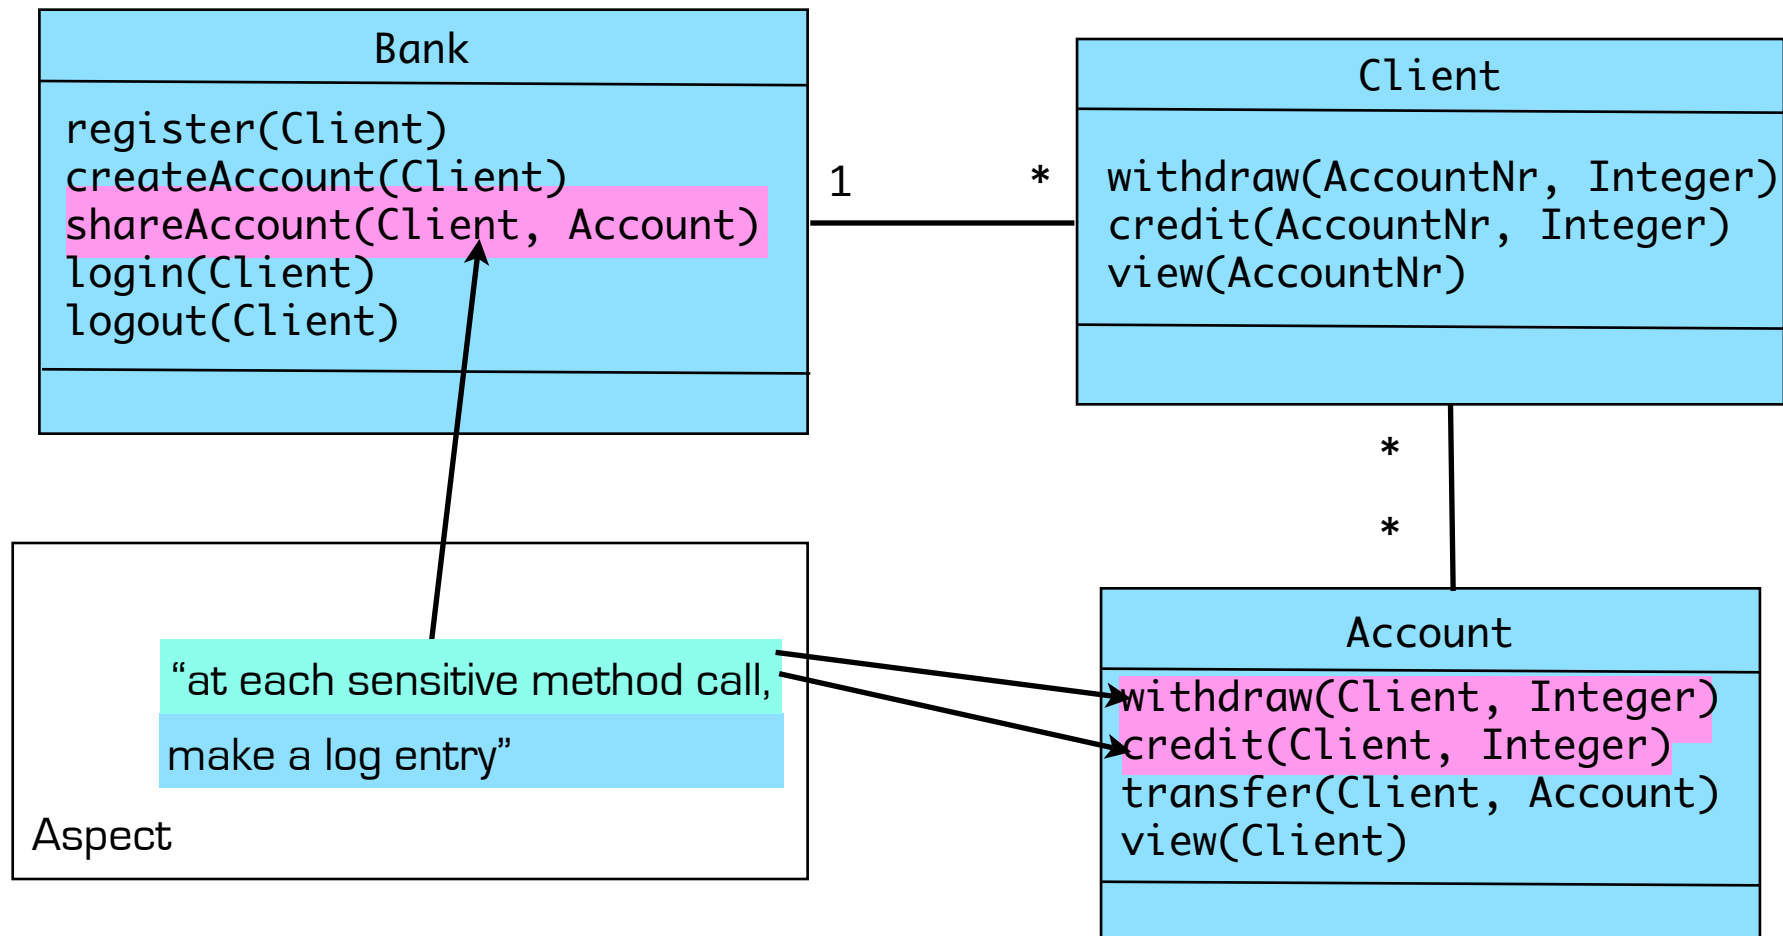 Bank
register(Client)
createAccount(Client)
shareAccount(Client, Account)
login(Client)
logout(Client)
1
*
Client
withdraw(AccountNr, Integer)
credit(AccountNr, Integer)
view(AccountNr)
*
*
“at each sensitive method call,
make a log entry”
Aspect
Account
withdraw(Client, Integer)
credit(Client, Integer)
transfer(Client, Account)
view(Client)